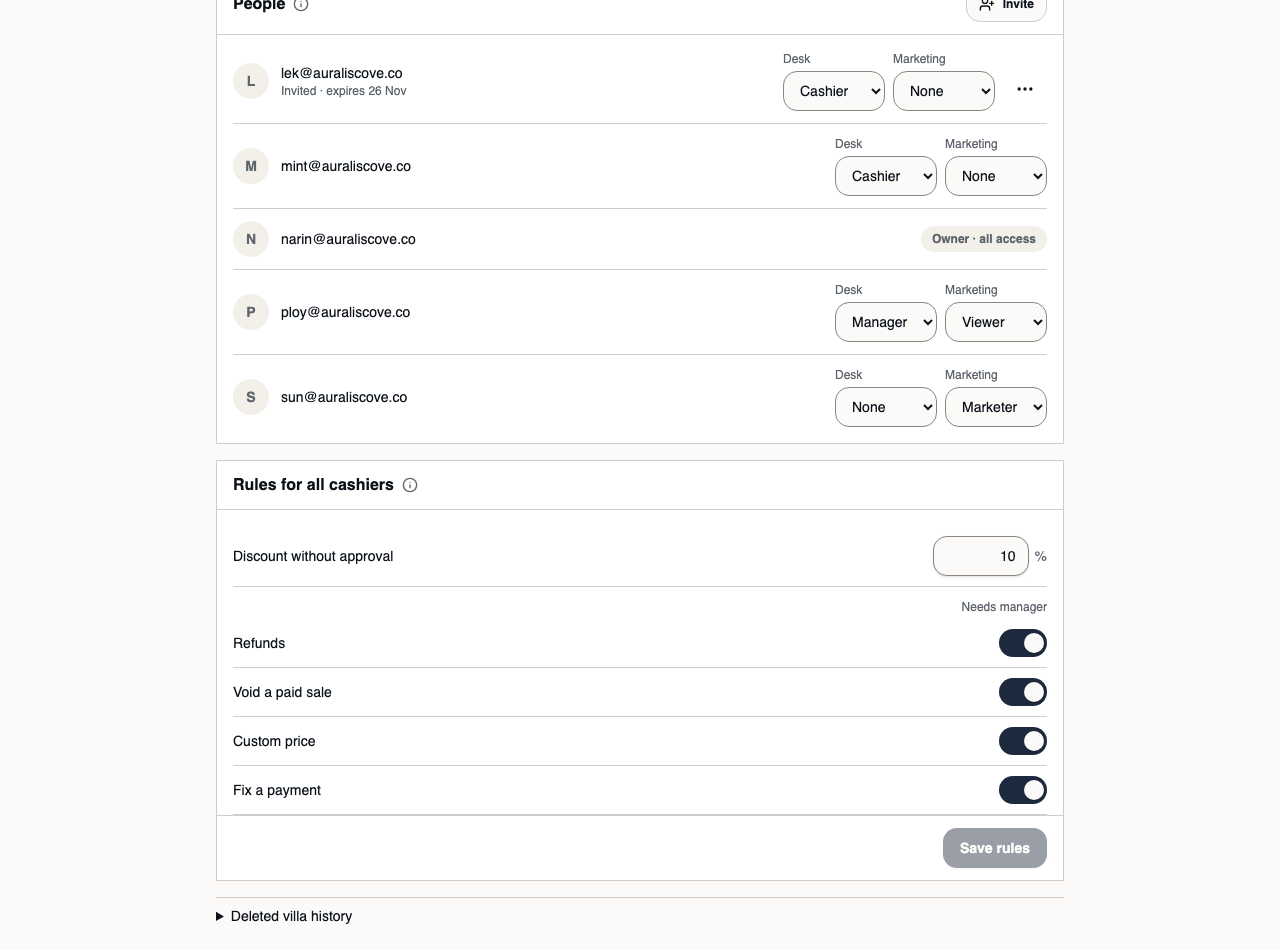 People
Invite
L
lek@auraliscove.co
Invited · expires 26 Nov
Desk
Cashier
Marketing
None
M
mint@auraliscove.co
Desk
Cashier
Marketing
None
N
narin@auraliscove.co
Owner · all access
P
ploy@auraliscove.co
Desk
Manager
Marketing
Viewer
S
sun@auraliscove.co
Desk
None
Marketing
Marketer
Rules for all cashiers
Discount without approval
10 %
Needs manager
Refunds
Void a paid sale
Custom price
Fix a payment
Save rules
Deleted villa history